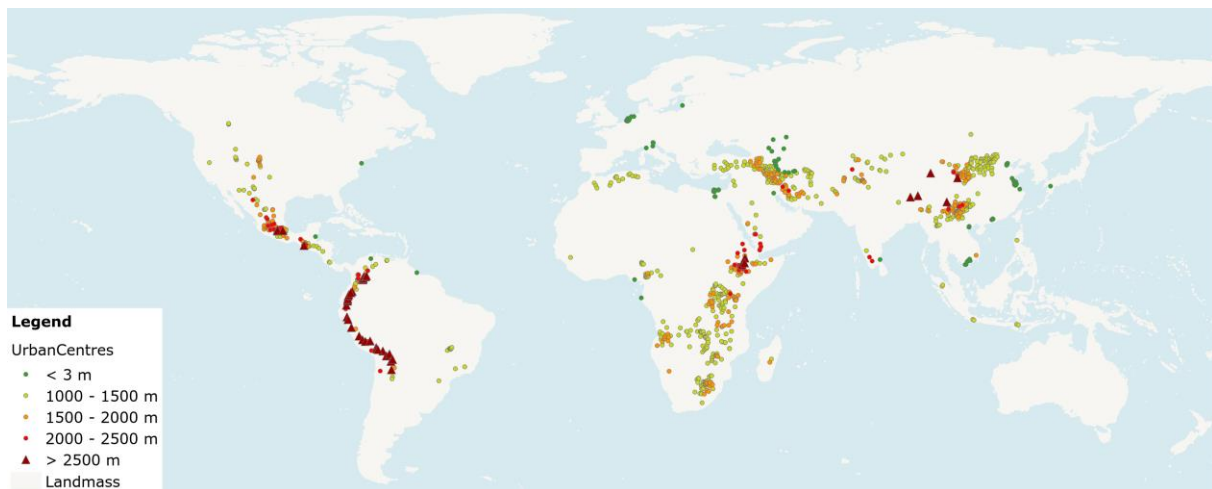 Legend
UrbanCentres
< 3 m
1000 - 1500 m
1500 - 2000 m
2000 - 2500 m
> 2500 m
Landmass